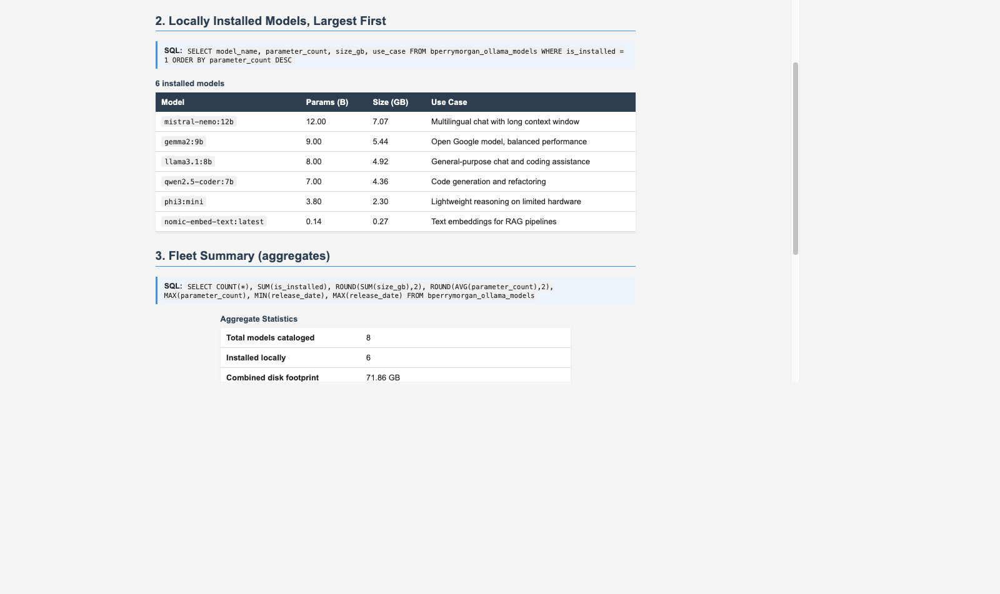 2. Locally Installed Models, Largest First
SQL: SELECT model_name, parameter_count, size_gb, use_case FROM bperrymorgan_ollama_models WHERE is_installed =
1 ORDER BY parameter_count DESC
6 installed models
Model Params (B) Size (GB) Use Case
mistral-nemo:12b 12.00 7.07 Multilingual chat with long context window
gemma2:9b 9.00 5.44 Open Google model, balanced performance
llama3.1:8b 8.00 4.92 General-purpose chat and coding assistance
qwen2.5-coder:7b 7.00 4.36 Code generation and refactoring
phi3:mini 3.80 2.30 Lightweight reasoning on limited hardware
nomic-embed-text:latest 0.14 0.27 Text embeddings for RAG pipelines
3. Fleet Summary (aggregates)
SQL: SELECT COUNT(*), SUM(is_installed), ROUND(SUM(size_gb),2), ROUND(AVG(parameter_count),2),
MAX(parameter_count), MIN(release_date), MAX(release_date) FROM bperrymorgan_ollama_models
Aggregate Statistics
Total models cataloged 8
Installed locally 6
Combined disk footprint 71.86 GB